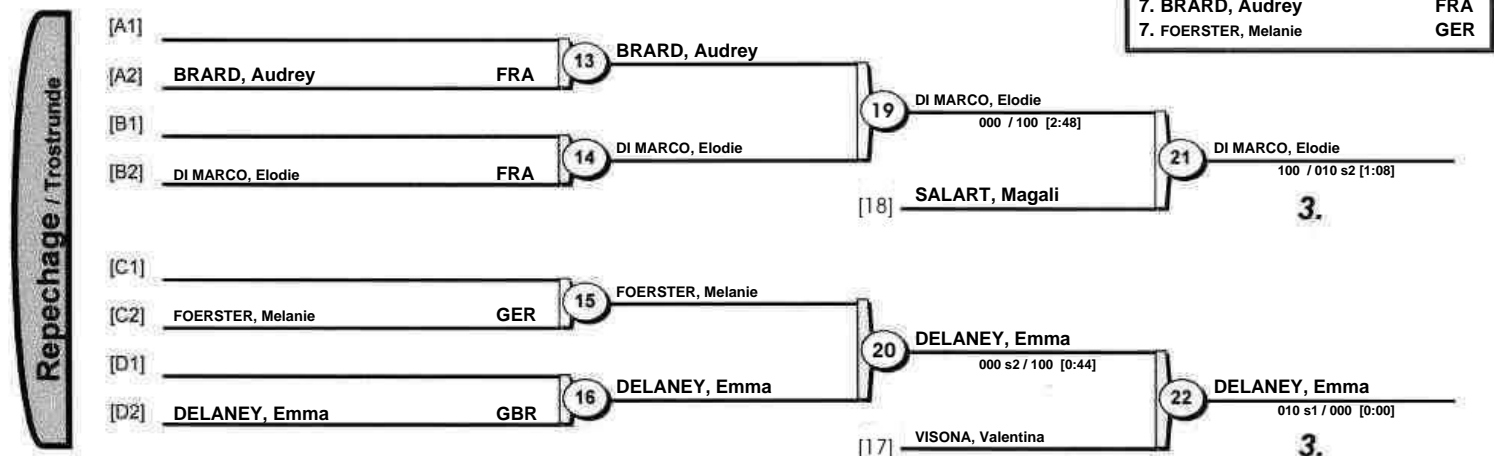 7. BRARD, Audrey FRA
7. FOERSTER, Melanie GER
Repechage / Trostrunde
[A1]
[A2] BRARD, Audrey FRA
13 BRARD, Audrey
[B1]
[B2] DI MARCO, Elodie FRA
14 DI MARCO, Elodie
19 DI MARCO, Elodie
000 / 100 [2:48]
[18] SALART, Magali
21 DI MARCO, Elodie
100 / 010 s2 [1:08]
3.
[C1]
[C2] FOERSTER, Melanie GER
15 FOERSTER, Melanie
[D1]
[D2] DELANEY, Emma GBR
16 DELANEY, Emma
20 DELANEY, Emma
000 s2 / 100 [0:44]
[17] VISONA, Valentina
22 DELANEY, Emma
010 s1 / 000 [0:00]
3.